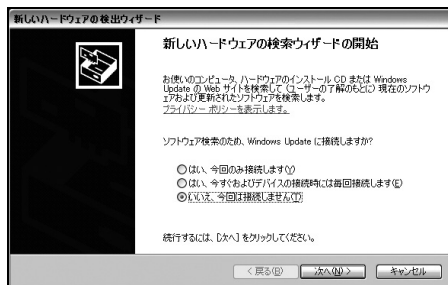 新しいハードウェアの検出ウィザード
新しいハードウェアの検索ウィザードの開始
お使いのコンピュータ、ハードウェアのインストール CD または Windows
Update の Web サイトを検索して (ユーザーの了解のもとに) 現在のソフトウ
ェアおよび更新されたソフトウェアを検索します。
プライバシー ポリシーを表示します。
ソフトウェア検索のため、Windows Update に接続しますか?
はい、今回のみ接続します(Y)
はい、今すぐおよびデバイスの接続時には毎回接続します(E)
いいえ、今回は接続しません(T)
続行するには、[次へ] をクリックしてください。
< 戻る(B)
次へ(N) >
キャンセル